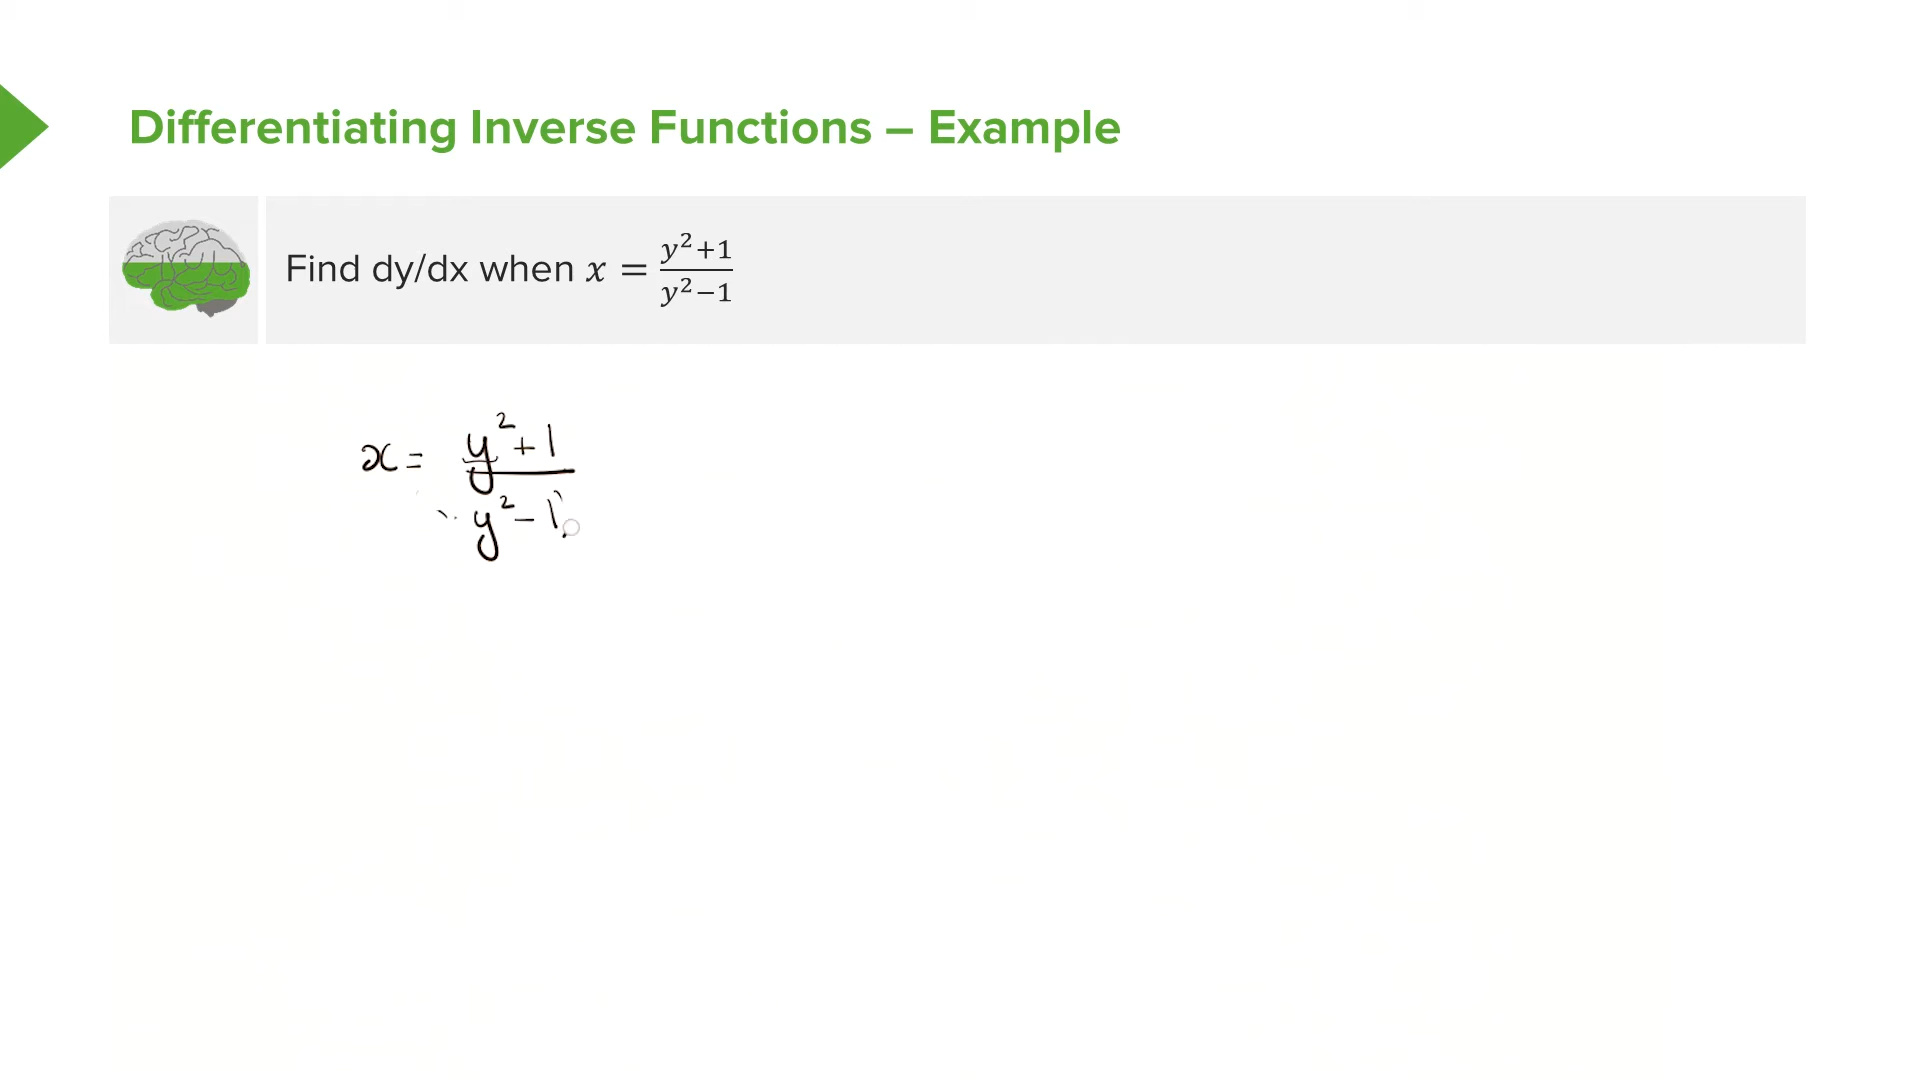 Differentiating Inverse Functions – Example
Find dy/dx when x = y²+1 / y²−1
x = y²+1
y²−1